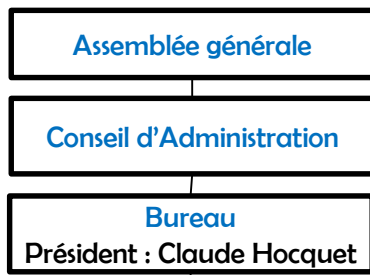 Assemblée générale
Conseil d'Administration
Bureau
Président : Claude Hocquet